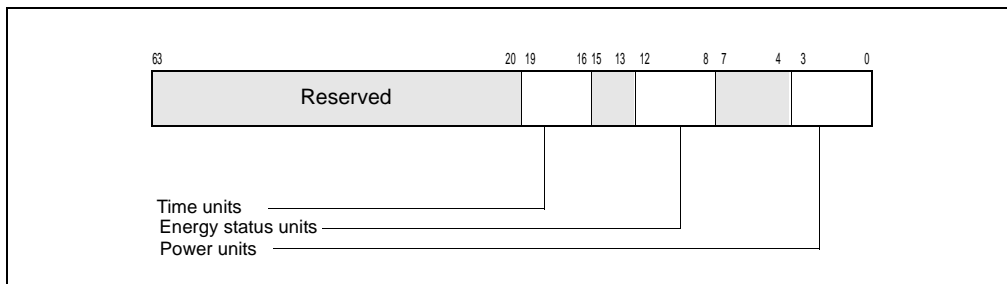 63 20 19 16 15 13 12 8 7 4 3 0
Reserved
Time units
Energy status units
Power units